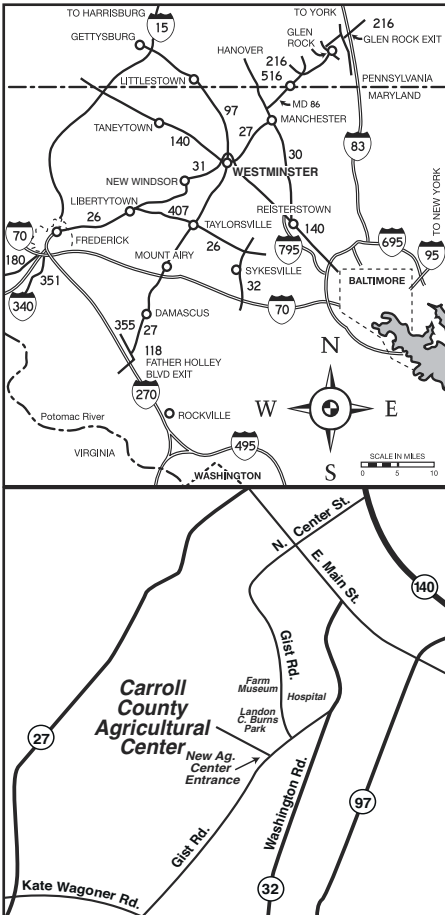 TO HARRISBURG
TO YORK
15
216
GETTYSBURG
GLEN
ROCK
GLEN ROCK EXIT
HANOVER
216
LITTLESTOWN
516
PENNSYLVANIA
MARYLAND
97
MD 86
TANEYTOWN
MANCHESTER
27
140
30
83
31
WESTMINSTER
NEW WINDSOR
TO NEW YORK
LIBERTYTOWN
407
REISTERSTOWN
140
26
TAYLORSVILLE
70
FREDERICK
26
795
695
95
180
MOUNT AIRY
SYKESVILLE
BALTIMORE
351
32
340
70
DAMASCUS
355
27
N
118
FATHER HOLLEY
BLVD EXIT
270
W
E
Potomac River
ROCKVILLE
VIRGINIA
495
S
SCALE IN MILES
0 5 10
WASHINGTON
N. Center St.
E. Main St.
140
Gist Rd.
Farm
Museum
Hospital
Carroll
County
Agricultural
Center
Landon
C. Burns
Park
27
New Ag.
Center
Entrance
Washington Rd.
97
Gist Rd.
Kate Wagoner Rd.
32